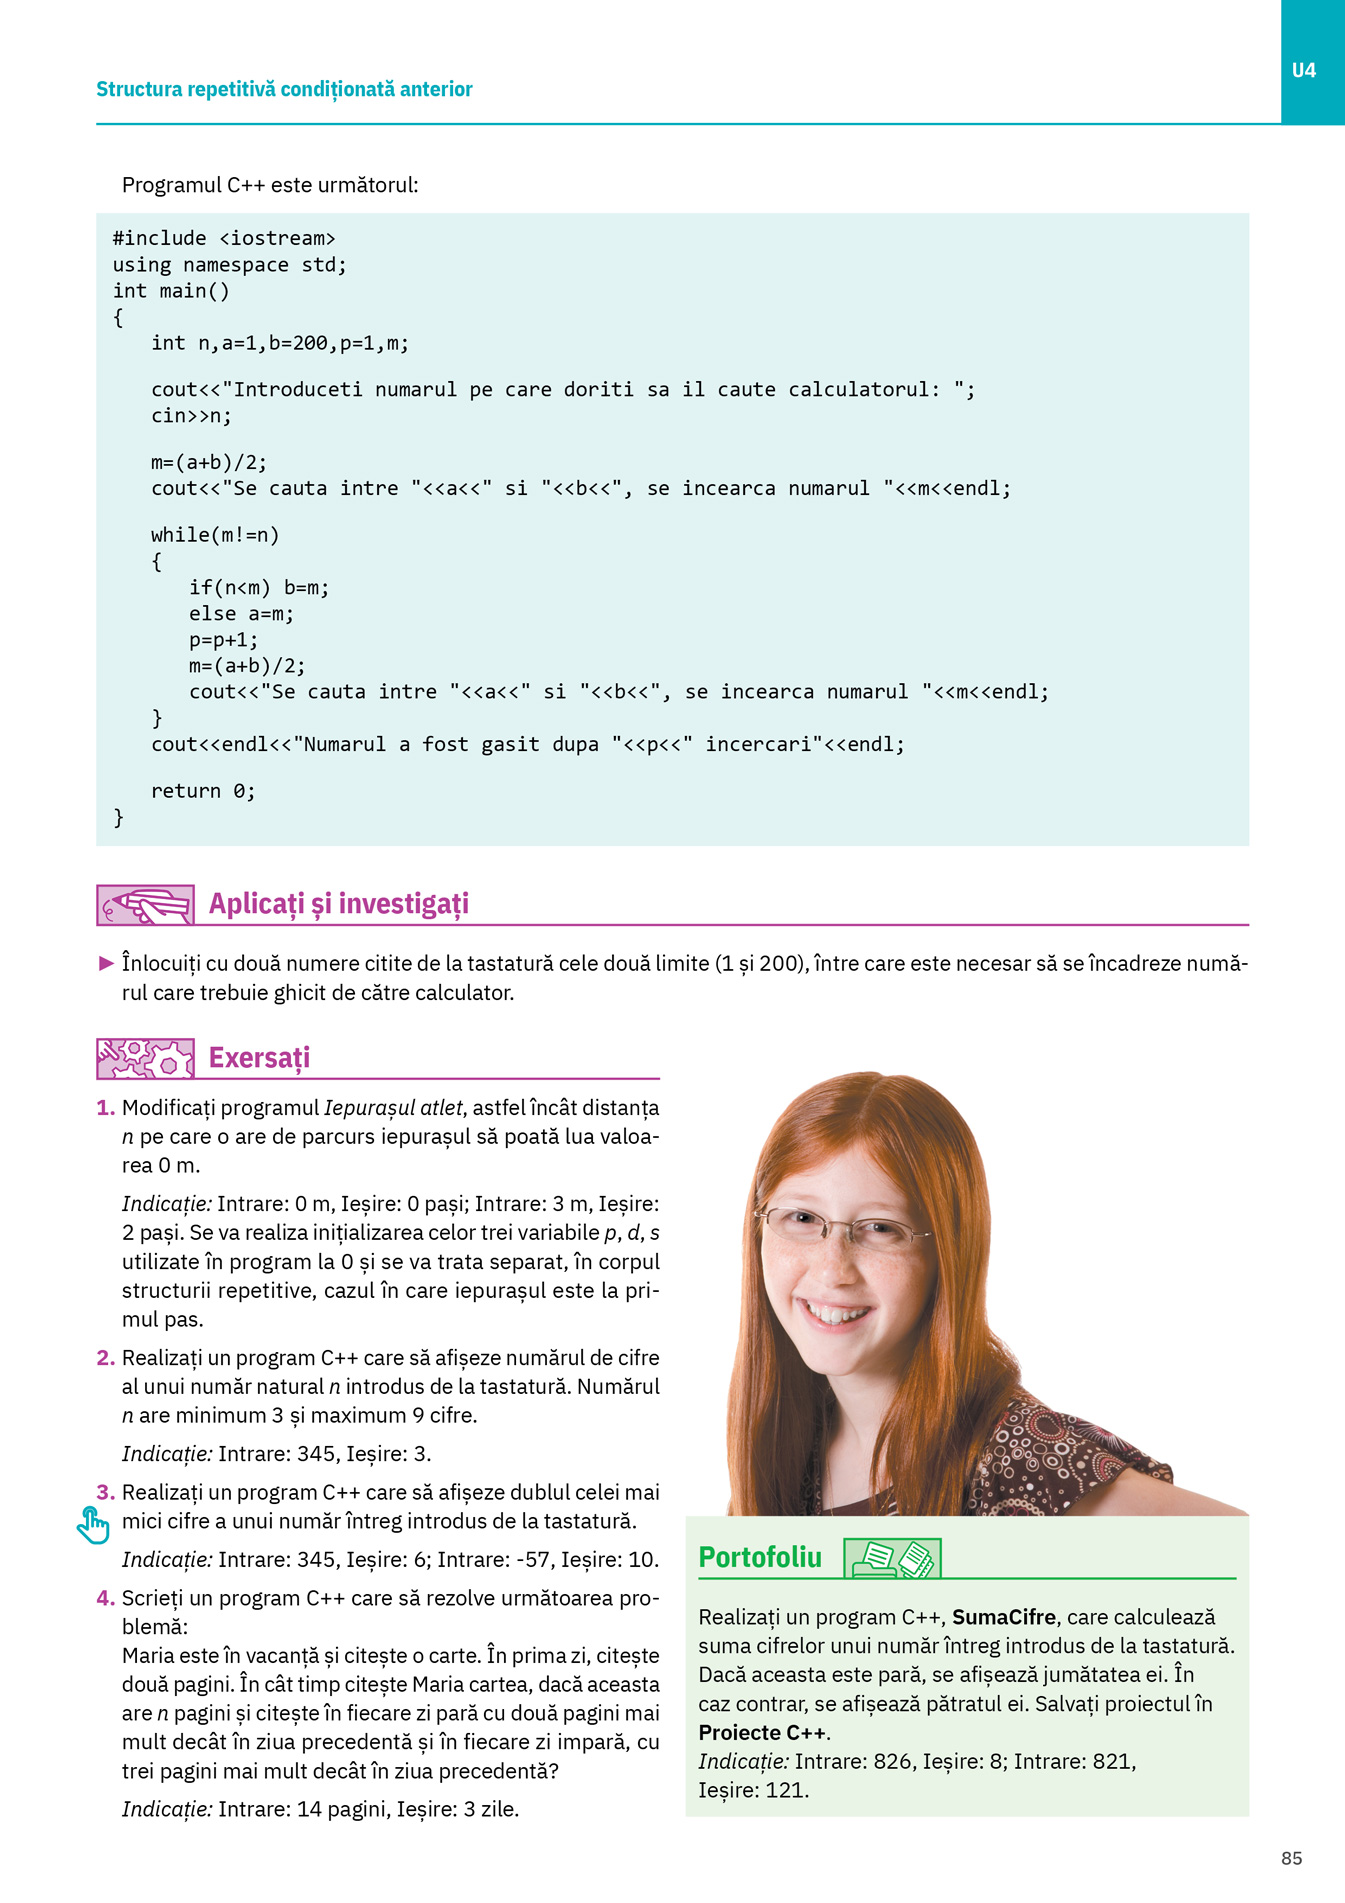 U4
Structura repetitivă condiționată anterior
Programul C++ este următorul:
#include <iostream>
using namespace std;
int main()
{
int n,a=1,b=200,p=1,m;
cout<<"Introduceti numarul pe care doriti sa il caute calculatorul: ";
cin>>n;
m=(a+b)/2;
cout<<"Se cauta intre "<<a<<" si "<<b<<", se incearca numarul "<<m<<endl;
while(m!=n)
{
if(n<m) b=m;
else a=m;
p=p+1;
m=(a+b)/2;
cout<<"Se cauta intre "<<a<<" si "<<b<<", se incearca numarul "<<m<<endl;
}
cout<<endl<<"Numarul a fost gasit dupa "<<p<<" incercari"<<endl;
return 0;
}
Aplicați și investigați
► Înlocuiți cu două numere citite de la tastatură cele două limite (1 și 200), între care este necesar să se încadreze numă-
rul care trebuie ghicit de către calculator.
Exersați
1. Modificați programul Iepurașul atlet, astfel încât distanța
n pe care o are de parcurs iepurașul să poată lua valoa-
rea 0 m.
Indicație: Intrare: 0 m, Ieșire: 0 pași; Intrare: 3 m, Ieșire:
2 pași. Se va realiza inițializarea celor trei variabile p, d, s
utilizate în program la 0 și se va trata separat, în corpul
structurii repetitive, cazul în care iepurașul este la pri-
mul pas.
2. Realizați un program C++ care să afișeze numărul de cifre
al unui număr natural n introdus de la tastatură. Numărul
n are minimum 3 și maximum 9 cifre.
Indicație: Intrare: 345, Ieșire: 3.
3. Realizați un program C++ care să afișeze dublul celei mai
mici cifre a unui număr întreg introdus de la tastatură.
Indicație: Intrare: 345, Ieșire: 6; Intrare: -57, Ieșire: 10.
4. Scrieți un program C++ care să rezolve următoarea pro-
blemă:
Maria este în vacanță și citește o carte. În prima zi, citește
două pagini. În cât timp citește Maria cartea, dacă aceasta
are n pagini și citește în fiecare zi pară cu două pagini mai
mult decât în ziua precedentă și în fiecare zi impară, cu
trei pagini mai mult decât în ziua precedentă?
Indicație: Intrare: 14 pagini, Ieșire: 3 zile.
Portofoliu
Realizați un program C++, SumaCifre, care calculează
suma cifrelor unui număr întreg introdus de la tastatură.
Dacă aceasta este pară, se afișează jumătatea ei. În
caz contrar, se afișează pătratul ei. Salvați proiectul în
Proiecte C++.
Indicație: Intrare: 826, Ieșire: 8; Intrare: 821,
Ieșire: 121.
85